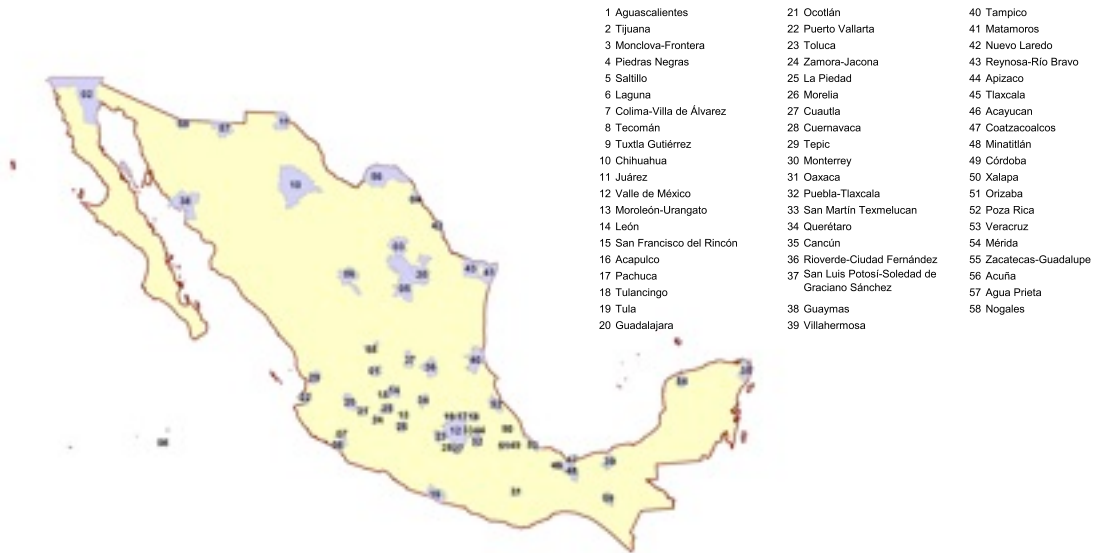 1 Aguascalientes
2 Tijuana
3 Monclova-Frontera
4 Piedras Negras
5 Saltillo
6 Laguna
7 Colima-Villa de Álvarez
8 Tecomán
9 Tuxtla Gutiérrez
10 Chihuahua
11 Juárez
12 Valle de México
13 Moroleón-Urangato
14 León
15 San Francisco del Rincón
16 Acapulco
17 Pachuca
18 Tulancingo
19 Tula
20 Guadalajara
21 Ocotlán
22 Puerto Vallarta
23 Toluca
24 Zamora-Jacona
25 La Piedad
26 Morelia
27 Cuautla
28 Cuernavaca
29 Tepic
30 Monterrey
31 Oaxaca
32 Puebla-Tlaxcala
33 San Martín Texmelucan
34 Querétaro
35 Cancún
36 Rioverde-Ciudad Fernández
37 San Luis Potosí-Soledad de
Graciano Sánchez
38 Guaymas
39 Villahermosa
40 Tampico
41 Matamoros
42 Nuevo Laredo
43 Reynosa-Río Bravo
44 Apizaco
45 Tlaxcala
46 Acayucan
47 Coatzacoalcos
48 Minatitlán
49 Córdoba
50 Xalapa
51 Orizaba
52 Poza Rica
53 Veracruz
54 Mérida
55 Zacatecas-Guadalupe
56 Acuña
57 Agua Prieta
58 Nogales
02
10
12